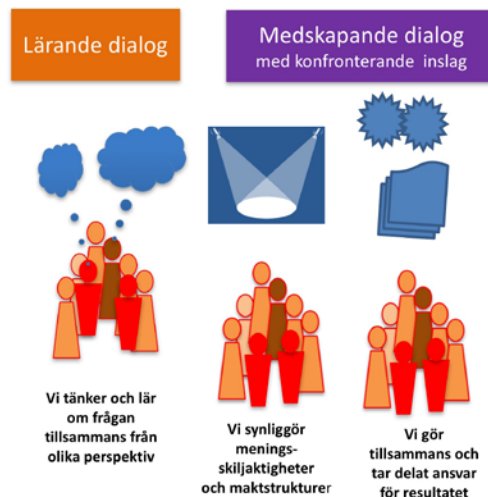 Lärande dialog
Medskapande dialog
med konfronterande inslag
Vi tänker och lär
om frågan
tillsammans från
olika perspektiv
Vi synliggör
menings-
skiljaktigheter
och maktstrukturer
Vi gör
tillsammans och
tar delat ansvar
för resultatet